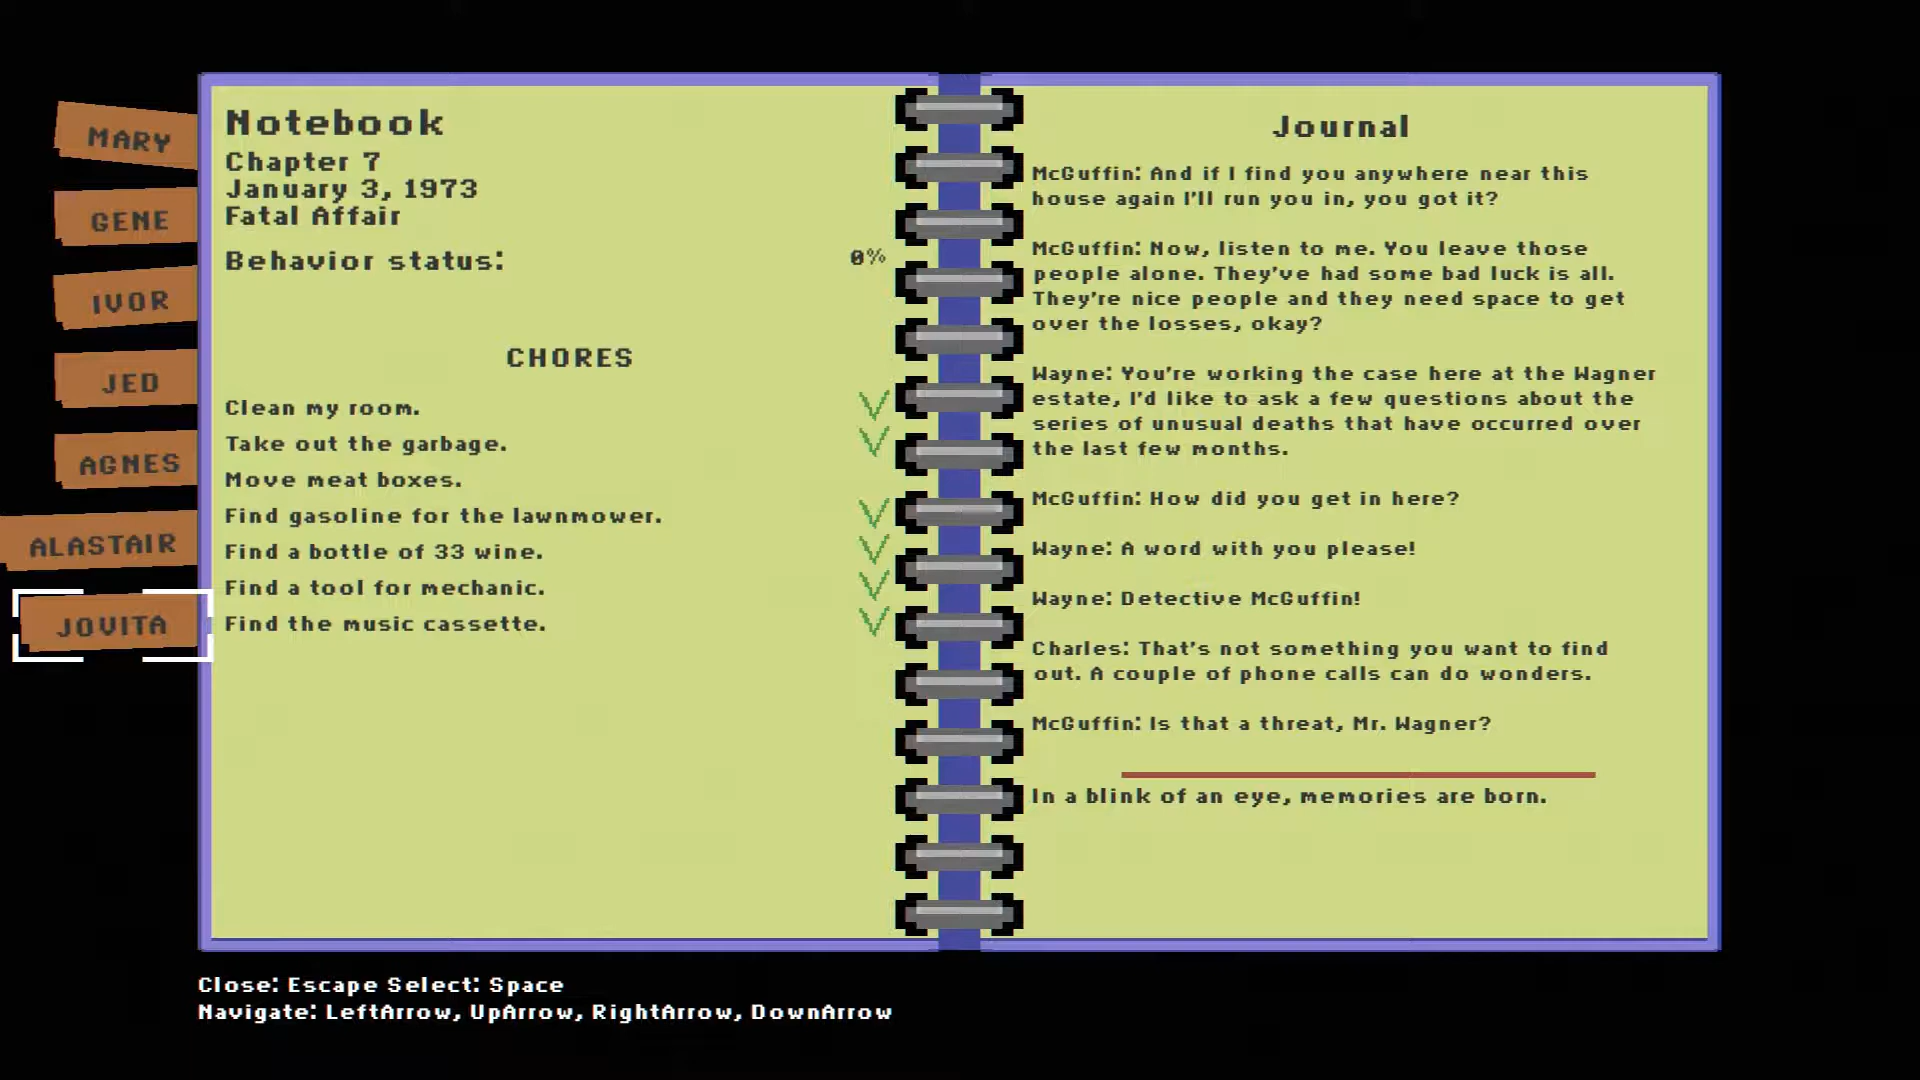 MARY
GENE
IVOR
JED
AGNES
ALASTAIR
JOVITA
Notebook
Chapter 7
January 3, 1973
Fatal Affair
Behavior status:
0%
CHORES
Clean my room.
Take out the garbage.
Move meat boxes.
Find gasoline for the lawnmower.
Find a bottle of 33 wine.
Find a tool for mechanic.
Find the music cassette.
Journal
McGuffin: And if I find you anywhere near this
house again I'll run you in, you got it?
McGuffin: Now, listen to me. You leave those
people alone. They've had some bad luck is all.
They're nice people and they need space to get
over the losses, okay?
Wayne: You're working the case here at the Wagner
estate, I'd like to ask a few questions about the
series of unusual deaths that have occurred over
the last few months.
McGuffin: How did you get in here?
Wayne: A word with you please!
Wayne: Detective McGuffin!
Charles: That's not something you want to find
out. A couple of phone calls can do wonders.
McGuffin: Is that a threat, Mr. Wagner?
In a blink of an eye, memories are born.
Close: Escape Select: Space
Navigate: LeftArrow, UpArrow, RightArrow, DownArrow